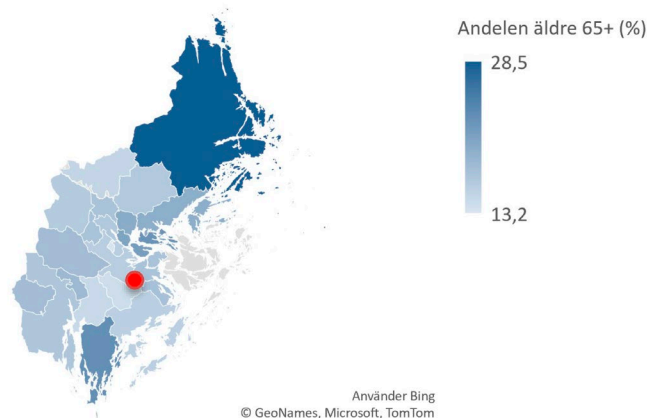 Andelen äldre 65+ (%)
28,5
13,2
Använder Bing
© GeoNames, Microsoft, TomTom